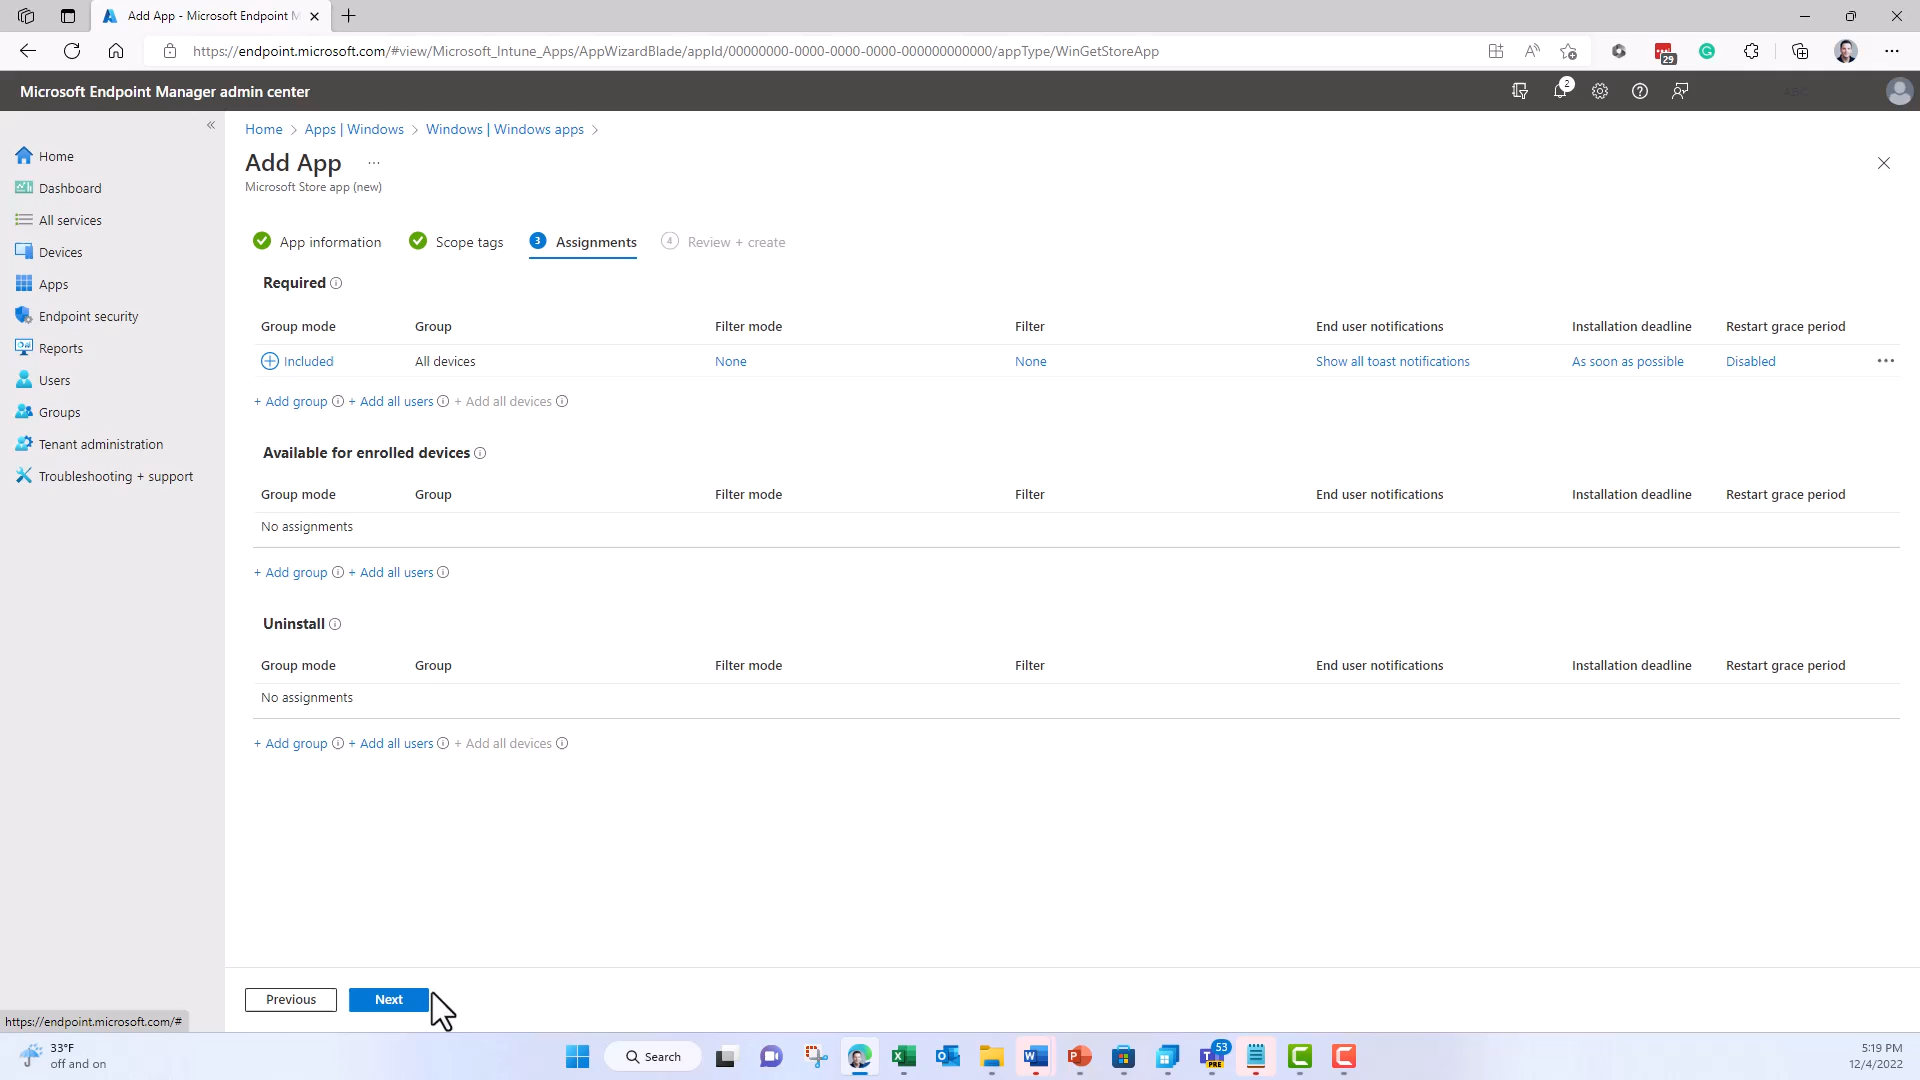 Add App - Microsoft Endpoint M
https://endpoint.microsoft.com/#view/Microsoft_Intune_Apps/AppWizardBlade/appId/00000000-0000-0000-0000-000000000000/appType/WinGetStoreApp
29
Microsoft Endpoint Manager admin center
2
Home > Apps | Windows > Windows | Windows apps >
Add App ...
Microsoft Store app (new)
Home
Dashboard
All services
Devices
Apps
Endpoint security
Reports
Users
Groups
Tenant administration
Troubleshooting + support
App information Scope tags 3 Assignments 4 Review + create
Required
Group mode Group Filter mode Filter End user notifications Installation deadline Restart grace period
Included All devices None None Show all toast notifications As soon as possible Disabled ...
+ Add group + Add all users + Add all devices
Available for enrolled devices
Group mode Group Filter mode Filter End user notifications Installation deadline Restart grace period
No assignments
+ Add group + Add all users
Uninstall
Group mode Group Filter mode Filter End user notifications Installation deadline Restart grace period
No assignments
+ Add group + Add all users + Add all devices
Previous Next
https://endpoint.microsoft.com/#
33°F
off and on
Search
53
PRE
5:19 PM
12/4/2022